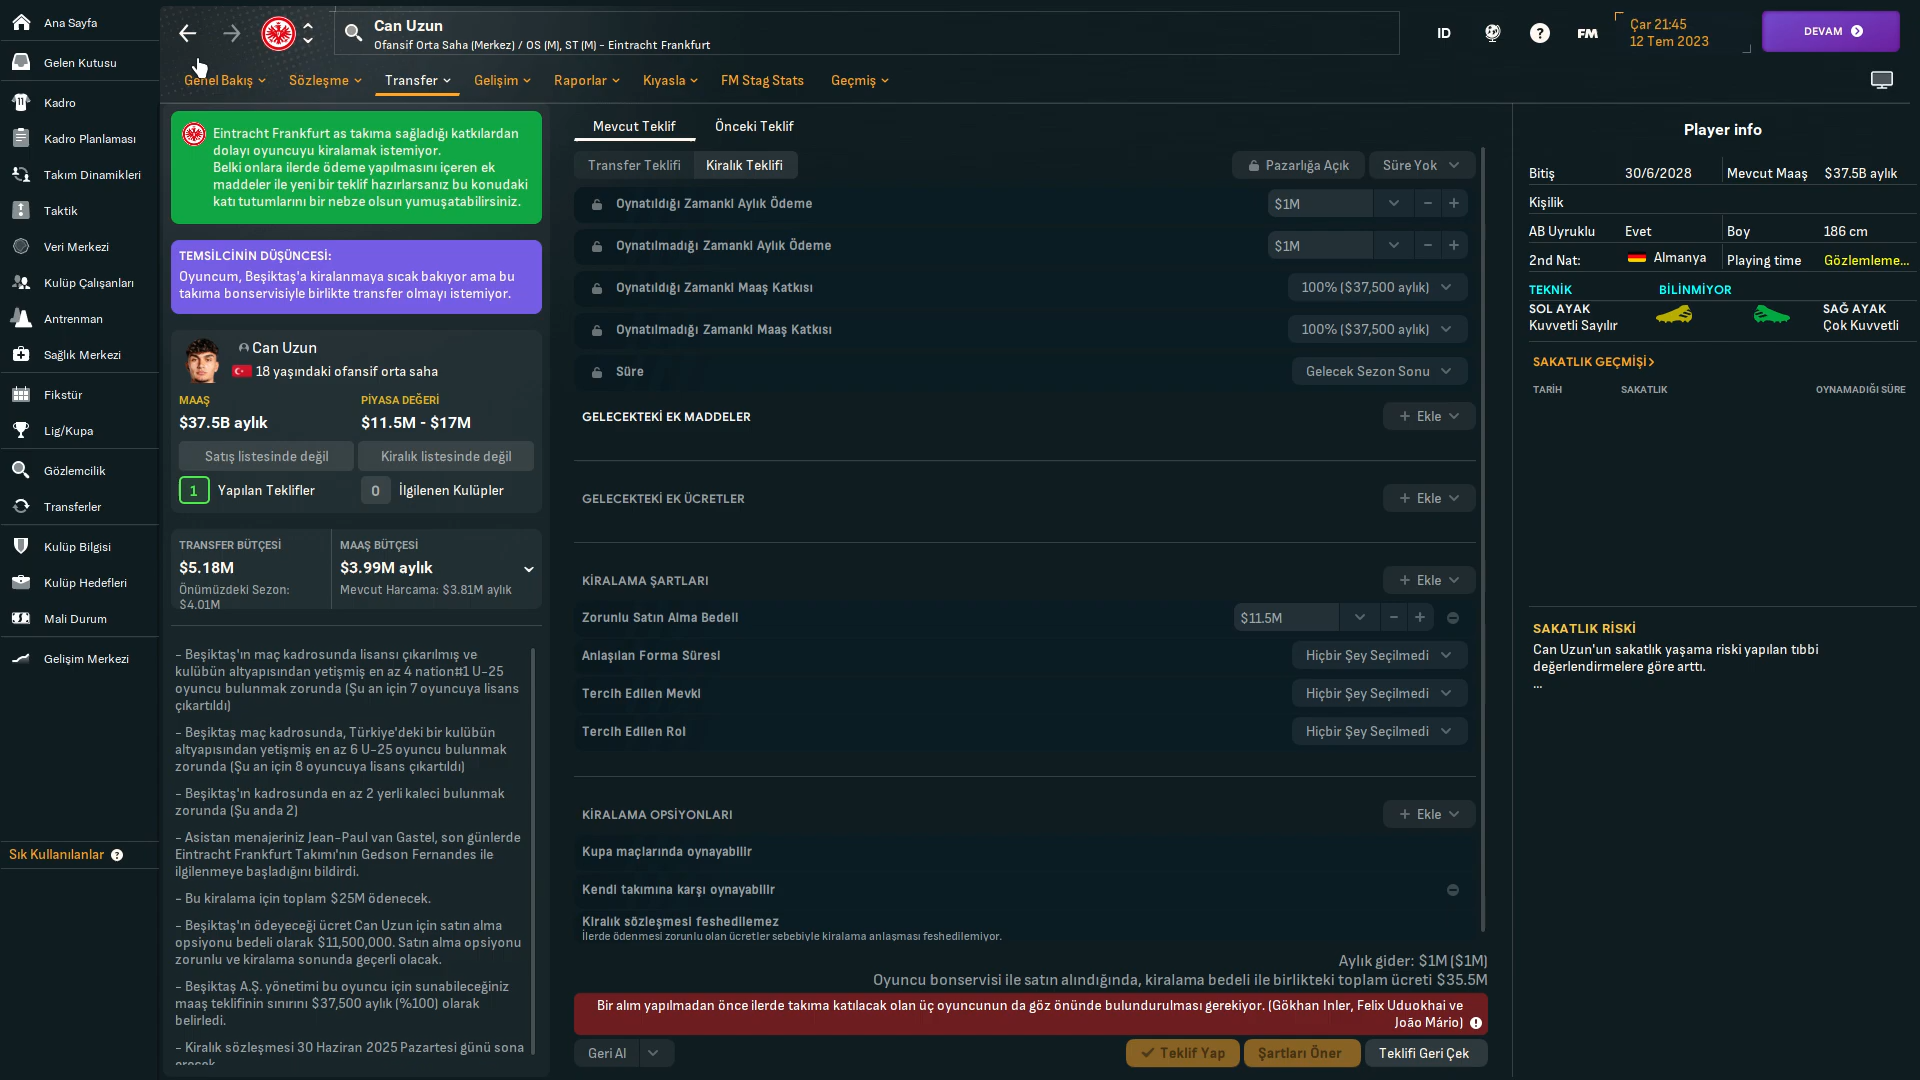 Ana Sayfa
Gelen Kutusu
Kadro
Kadro Planlaması
Takım Dinamikleri
Taktik
Veri Merkezi
Kulüp Çalışanları
Antrenman
Sağlık Merkezi
Fikstür
Lig/Kupa
Gözlemcilik
Transferler
Kulüp Bilgisi
Kulüp Hedefleri
Mali Durum
Gelişim Merkezi
Sık Kullanılanlar ?
Can Uzun
Ofansif Orta Saha (Merkez) / OS (M), ST (M) - Eintracht Frankfurt
ID
?
FM
Çar 21:45
12 Tem 2023
DEVAM
Genel Bakış
Sözleşme
Transfer
Gelişim
Raporlar
Kıyasla
FM Stag Stats
Geçmiş
Eintracht Frankfurt as takıma sağladığı katkılardan
dolayı oyuncuyu kiralamak istemiyor.
Belki onlara ilerde ödeme yapılmasını içeren ek
maddeler ile yeni bir teklif hazırlarsanız bu konudaki
katı tutumlarını bir nebze olsun yumuşatabilirsiniz.
TEMSİLCİNİN DÜŞÜNCESİ:
Oyuncum, Beşiktaş'a kiralanmaya sıcak bakıyor ama bu
takıma bonservisiyle birlikte transfer olmayı istemiyor.
Can Uzun
18 yaşındaki ofansif orta saha
MAAŞ
PİYASA DEĞERİ
$37.5B aylık
$11.5M - $17M
Satış listesinde değil
Kiralık listesinde değil
1 Yapılan Teklifler
0 İlgilenen Kulüpler
TRANSFER BÜTÇESİ
MAAŞ BÜTÇESİ
$5.18M
$3.99M aylık
Önümüzdeki Sezon:
$4.01M
Mevcut Harcama: $3.81M aylık
- Beşiktaş'ın maç kadrosunda lisansı çıkarılmış ve
kulübün altyapısından yetişmiş en az 4 nation#1 U-25
oyuncu bulunmak zorunda (Şu an için 7 oyuncuya lisans
çıkartıldı)
- Beşiktaş maç kadrosunda, Türkiye'deki bir kulübün
altyapısından yetişmiş en az 6 U-25 oyuncu bulunmak
zorunda (Şu an için 8 oyuncuya lisans çıkartıldı)
- Beşiktaş'ın kadrosunda en az 2 yerli kaleci bulunmak
zorunda (Şu anda 2)
- Asistan menajeriniz Jean-Paul van Gastel, son günlerde
Eintracht Frankfurt Takımı'nın Gedson Fernandes ile
ilgilenmeye başladığını bildirdi.
- Bu kiralama için toplam $25M ödenecek.
- Beşiktaş'ın ödeyeceği ücret Can Uzun için satın alma
opsiyonu bedeli olarak $11,500,000. Satın alma opsiyonu
zorunlu ve kiralama sonunda geçerli olacak.
- Beşiktaş A.Ş. yönetimi bu oyuncu için sunabileceğiniz
maaş teklifinin sınırını $37,500 aylık (%100) olarak
belirledi.
- Kiralık sözleşmesi 30 Haziran 2025 Pazartesi günü sona
erecek.
Mevcut Teklif
Önceki Teklif
Transfer Teklifi
Kiralık Teklifi
Pazarlığa Açık
Süre Yok
Oynatıldığı Zamanki Aylık Ödeme
$1M
Oynatılmadığı Zamanki Aylık Ödeme
$1M
Oynatıldığı Zamanki Maaş Katkısı
100% ($37,500 aylık)
Oynatılmadığı Zamanki Maaş Katkısı
100% ($37,500 aylık)
Süre
Gelecek Sezon Sonu
GELECEKTEKİ EK MADDELER
+ Ekle
GELECEKTEKİ EK ÜCRETLER
+ Ekle
KİRALAMA ŞARTLARI
+ Ekle
Zorunlu Satın Alma Bedeli
$11.5M
Anlaşılan Forma Süresi
Hiçbir Şey Seçilmedi
Tercih Edilen Mevki
Hiçbir Şey Seçilmedi
Tercih Edilen Rol
Hiçbir Şey Seçilmedi
KİRALAMA OPSİYONLARI
+ Ekle
Kupa maçlarında oynayabilir
Kendi takımına karşı oynayabilir
Kiralık sözleşmesi feshedilemez
İlerde ödenmesi zorunlu olan ücretler sebebiyle kiralama anlaşması feshedilemiyor.
Aylık gider: $1M ($1M)
Oyuncu bonservisi ile satın alındığında, kiralama bedeli ile birlikte toplam ücreti $35.5M
Bir alım yapılmadan önce ilerde takıma katılacak olan üç oyuncunun da göz önünde bulundurulması gerekiyor. (Gökhan Inler, Felix Uduokhai ve
João Mário)
Geri Al
Teklif Yap
Şartları Öner
Teklifi Geri Çek
Player info
Bitiş
30/6/2028
Mevcut Maaş
$37.5B aylık
Kişilik
AB Uyruklu
Evet
Boy
186 cm
2nd Nat:
Almanya
Playing time
Gözlemleme...
TEKNİK
BİLİNMİYOR
SOL AYAK
Kuvvetli Sayılır
SAĞ AYAK
Çok Kuvvetli
SAKATLIK GEÇMİŞİ>
TARİH
SAKATLIK
OYNAMADIĞI SÜRE
SAKATLIK RİSKİ
Can Uzun'un sakatlık yaşama riski yapılan tıbbi
değerlendirmelere göre arttı.
...